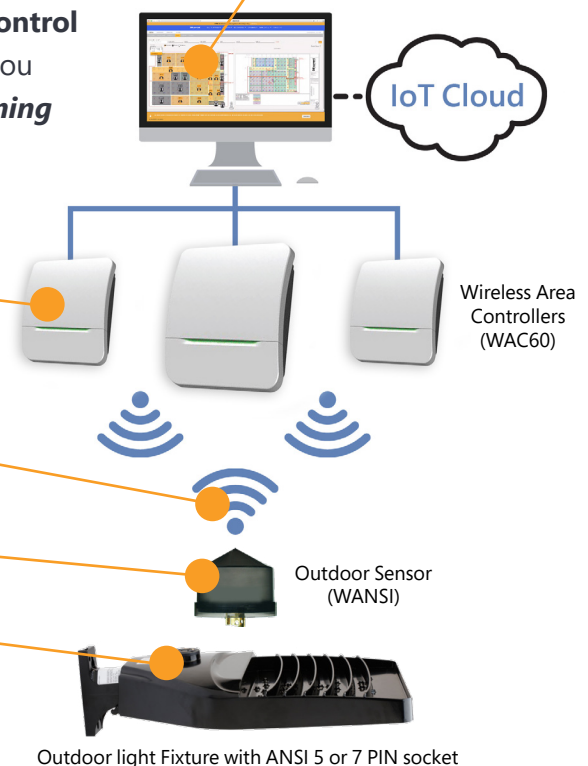 ontrol
ou
ning
IoT Cloud
Wireless Area
Controllers
(WAC60)
Outdoor Sensor
(WANSI)
Outdoor light Fixture with ANSI 5 or 7 PIN socket